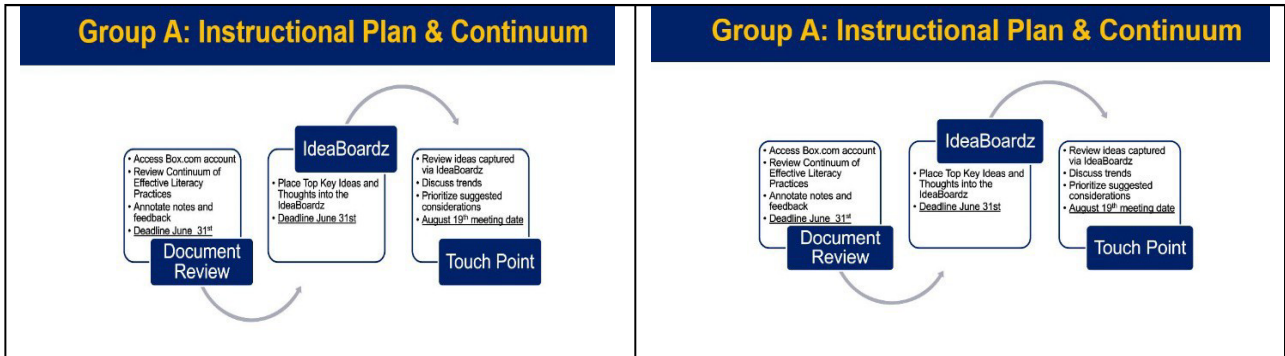 Group A: Instructional Plan & Continuum
• Access Box.com account
• Review Continuum of
Effective Literacy
Practices
• Annotate notes and
feedback
• Deadline June 31st
Document
Review
IdeaBoardz
• Place Top Key Ideas and
Thoughts into the
IdeaBoardz
• Deadline June 31st
• Review ideas captured
via IdeaBoardz
• Discuss trends
• Prioritize suggested
considerations
• August 19th meeting date
Touch Point
Group A: Instructional Plan & Continuum
• Access Box.com account
• Review Continuum of
Effective Literacy
Practices
• Annotate notes and
feedback
• Deadline June 31st
Document
Review
IdeaBoardz
• Place Top Key Ideas and
Thoughts into the
IdeaBoardz
• Deadline June 31st
• Review ideas captured
via IdeaBoardz
• Discuss trends
• Prioritize suggested
considerations
• August 19th meeting date
Touch Point